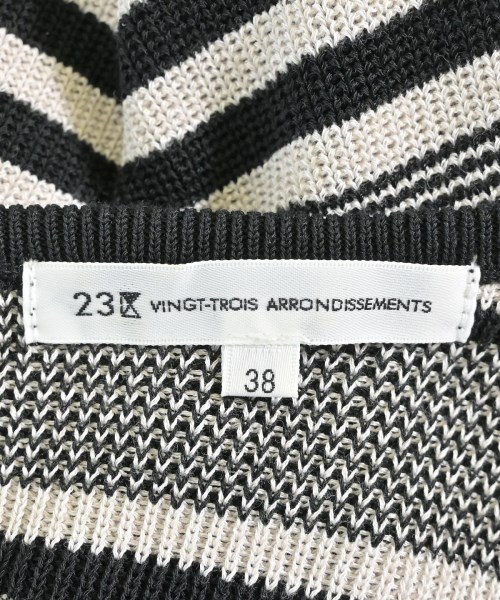 23区 VINGT-TROIS ARRONDISSEMENTS
38